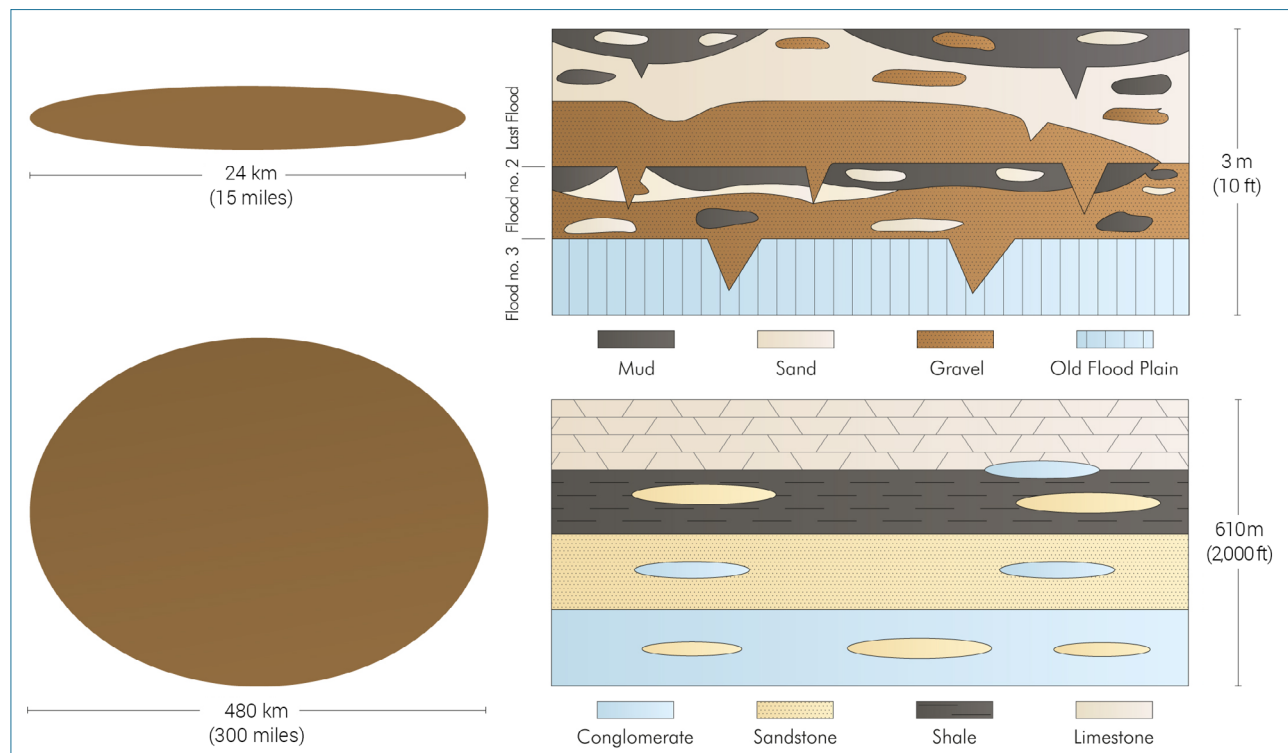 24 km
(15 miles)
Last Flood
Flood no. 2
Flood no. 3
3 m
(10 ft)
Mud
Sand
Gravel
Old Flood Plain
480 km
(300 miles)
610 m
(2,000 ft)
Conglomerate
Sandstone
Shale
Limestone